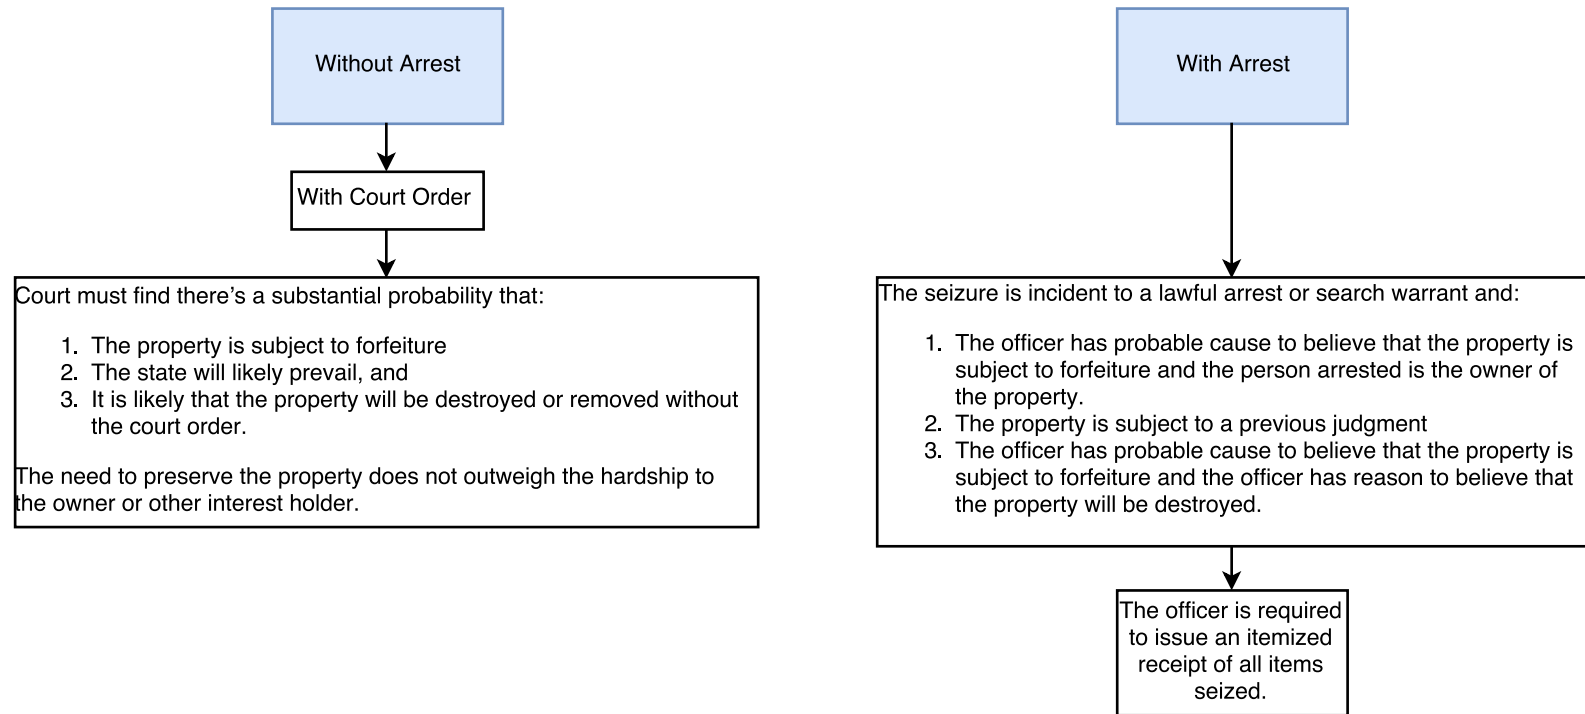 Without Arrest
With Court Order
Court must find there's a substantial probability that:
1. The property is subject to forfeiture
2. The state will likely prevail, and
3. It is likely that the property will be destroyed or removed without
the court order.
The need to preserve the property does not outweigh the hardship to
the owner or other interest holder.
With Arrest
The seizure is incident to a lawful arrest or search warrant and:
1. The officer has probable cause to believe that the property is
subject to forfeiture and the person arrested is the owner of
the property.
2. The property is subject to a previous judgment
3. The officer has probable cause to believe that the property is
subject to forfeiture and the officer has reason to believe that
the property will be destroyed.
The officer is required
to issue an itemized
receipt of all items
seized.